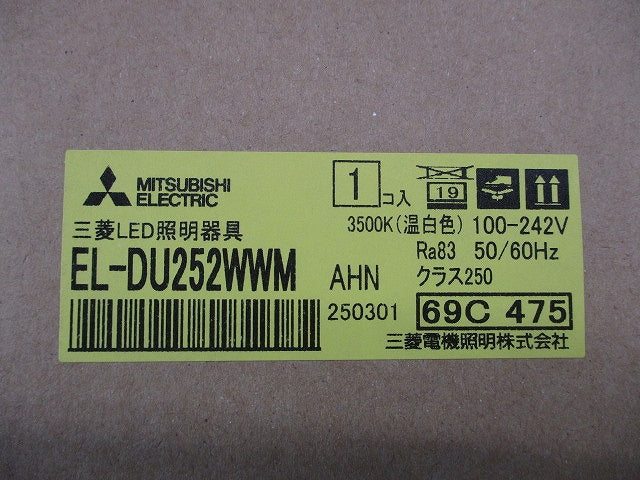 MITSUBISHI
ELECTRIC
1 コ入
19
三菱LED照明器具
3500K(温白色) 100-242V
Ra83 50/60Hz
EL-DU252WWM AHN クラス250
250301 69C 475
三菱電機照明株式会社